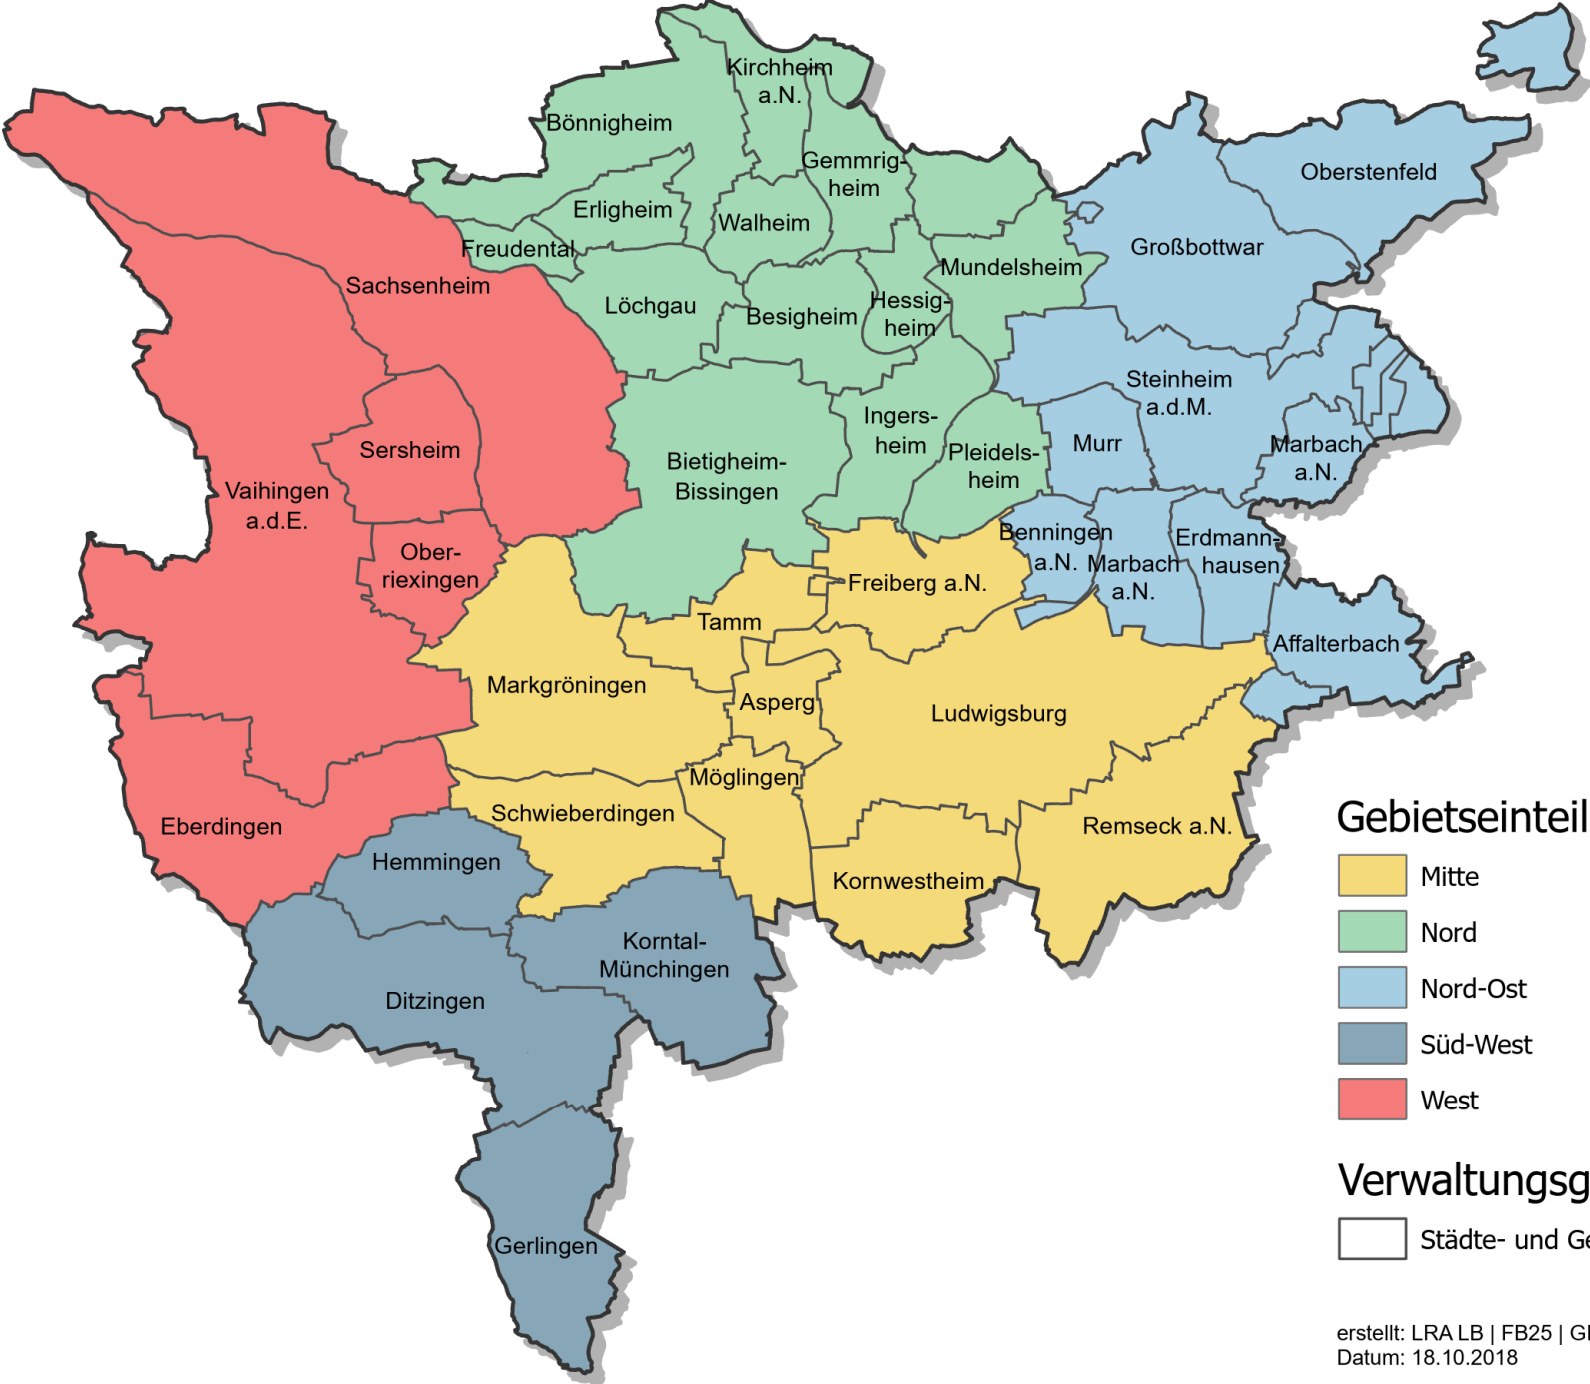 Kirchheim
a.N.
Bönnigheim
Gemmrig-
heim
Oberstenfeld
Erligheim
Walheim
Freudental
Großbottwar
Mundelsheim
Sachsenheim
Löchgau
Besigheim
Hessig-
heim
Steinheim
a.d.M.
Ingers-
heim
Murr
Marbach
a.N.
Sersheim
Pleidels-
heim
Bietigheim-
Bissingen
Vaihingen
a.d.E.
Benningen
a.N.
Erdmann-
hausen
Marbach
a.N.
Ober-
riexingen
Freiberg a.N.
Tamm
Affalterbach
Markgröningen
Asperg
Ludwigsburg
Möglingen
Schwieberdingen
Eberdingen
Remseck a.N.
Hemmingen
Kornwestheim
Korntal-
Münchingen
Ditzingen
Gerlingen
Gebietseinteil
Mitte
Nord
Nord-Ost
Süd-West
West
Verwaltungsg
Städte- und Ge
erstellt: LRA LB | FB25 | GI
Datum: 18.10.2018